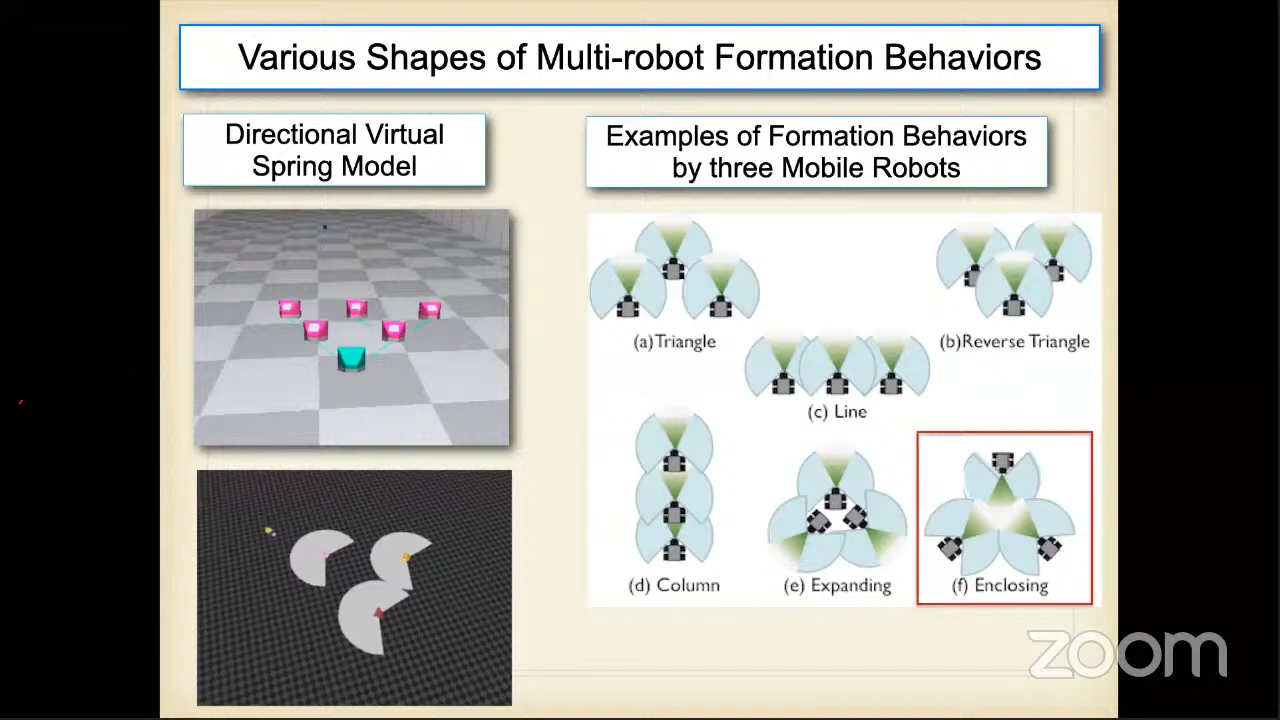 Various Shapes of Multi-robot Formation Behaviors
Directional Virtual
Spring Model
Examples of Formation Behaviors
by three Mobile Robots
(a)Triangle
(b)Reverse Triangle
(c) Line
(d) Column
(e) Expanding
(f) Enclosing
zoom